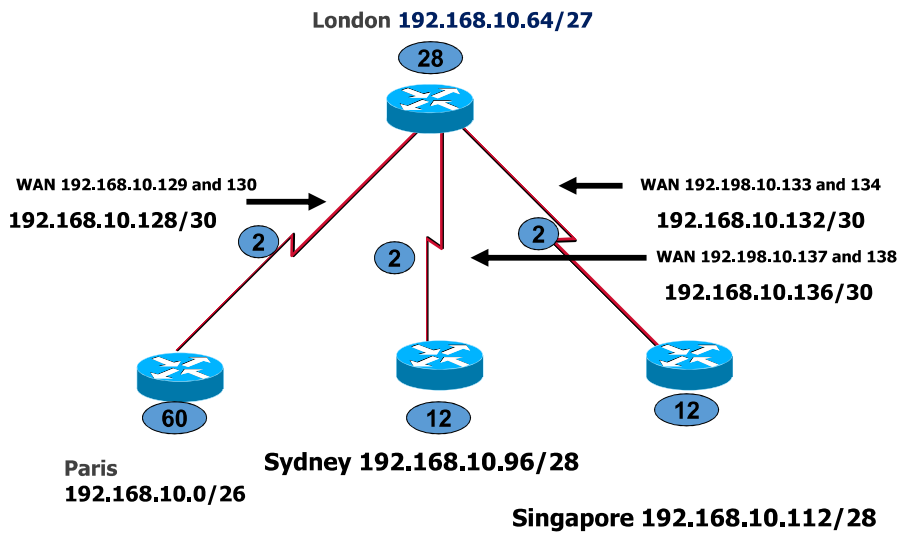 London 192.168.10.64/27
28
WAN 192.168.10.129 and 130
192.168.10.128/30
WAN 192.198.10.133 and 134
192.168.10.132/30
2
2
2
WAN 192.198.10.137 and 138
192.168.10.136/30
60
12
12
Paris
192.168.10.0/26
Sydney 192.168.10.96/28
Singapore 192.168.10.112/28